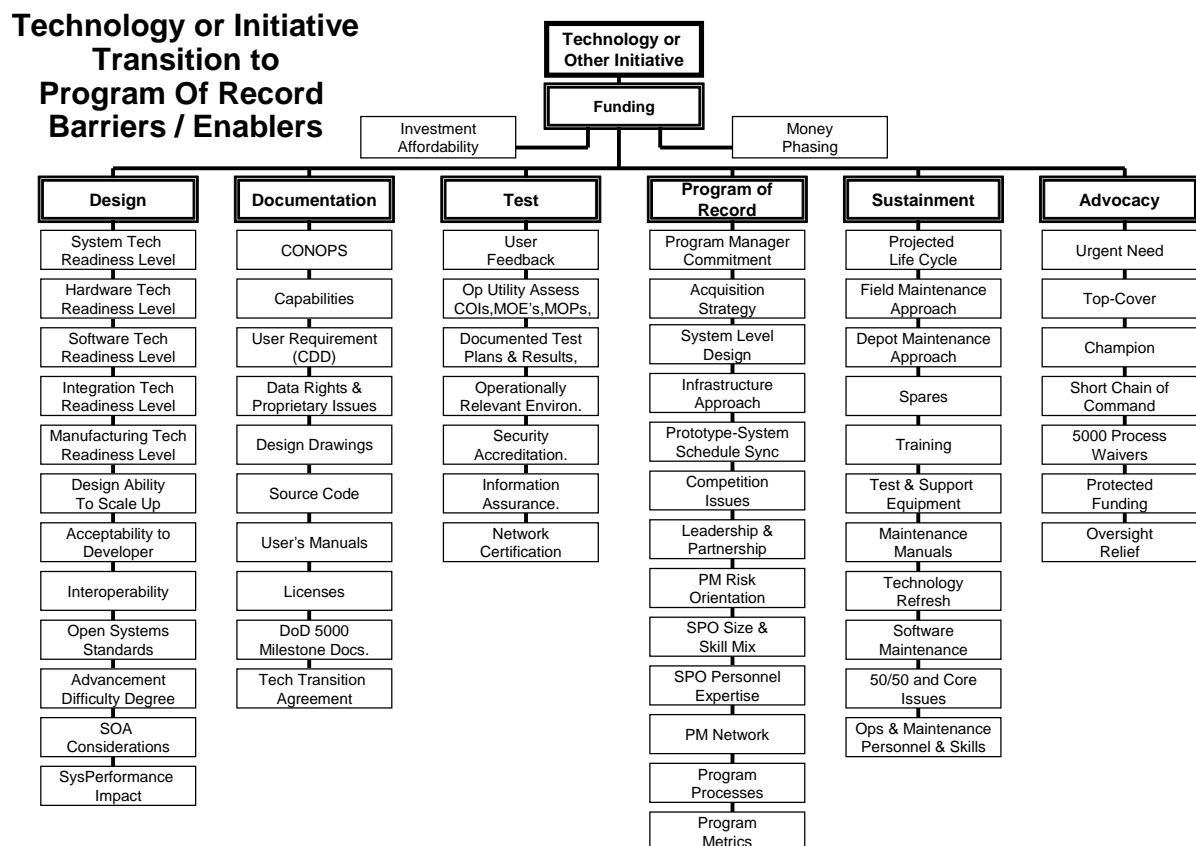 Technology or Initiative
Transition to
Program Of Record
Barriers / Enablers
Technology or
Other Initiative
Funding
Investment
Affordability
Money
Phasing
Design
System Tech
Readiness Level
Hardware Tech
Readiness Level
Software Tech
Readiness Level
Integration Tech
Readiness Level
Manufacturing Tech
Readiness Level
Design Ability
To Scale Up
Acceptability to
Developer
Interoperability
Open Systems
Standards
Advancement
Difficulty Degree
SOA
Considerations
SysPerformance
Impact
Documentation
CONOPS
Capabilities
User Requirement
(CDD)
Data Rights &
Proprietary Issues
Design Drawings
Source Code
User's Manuals
Licenses
DoD 5000
Milestone Docs.
Tech Transition
Agreement
Test
User
Feedback
Op Utility Assess
COIs,MOE's,MOPs,
Documented Test
Plans & Results,
Operationally
Relevant Environ.
Security
Accreditation.
Information
Assurance.
Network
Certification
Program of
Record
Program Manager
Commitment
Acquisition
Strategy
System Level
Design
Infrastructure
Approach
Prototype-System
Schedule Sync
Competition
Issues
Leadership &
Partnership
PM Risk
Orientation
SPO Size &
Skill Mix
SPO Personnel
Expertise
PM Network
Program
Processes
Program
Metrics
Sustainment
Projected
Life Cycle
Field Maintenance
Approach
Depot Maintenance
Approach
Spares
Training
Test & Support
Equipment
Maintenance
Manuals
Technology
Refresh
Software
Maintenance
50/50 and Core
Issues
Ops & Maintenance
Personnel & Skills
Advocacy
Urgent Need
Top-Cover
Champion
Short Chain of
Command
5000 Process
Waivers
Protected
Funding
Oversight
Relief